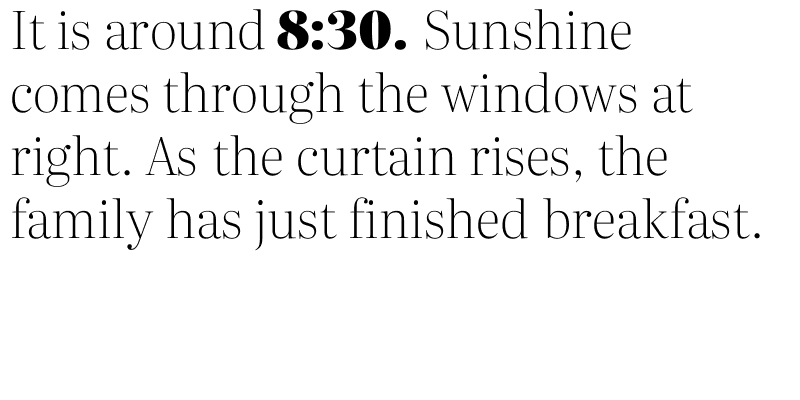 It is around 8:30. Sunshine
comes through the windows at
right. As the curtain rises, the
family has just finished breakfast.